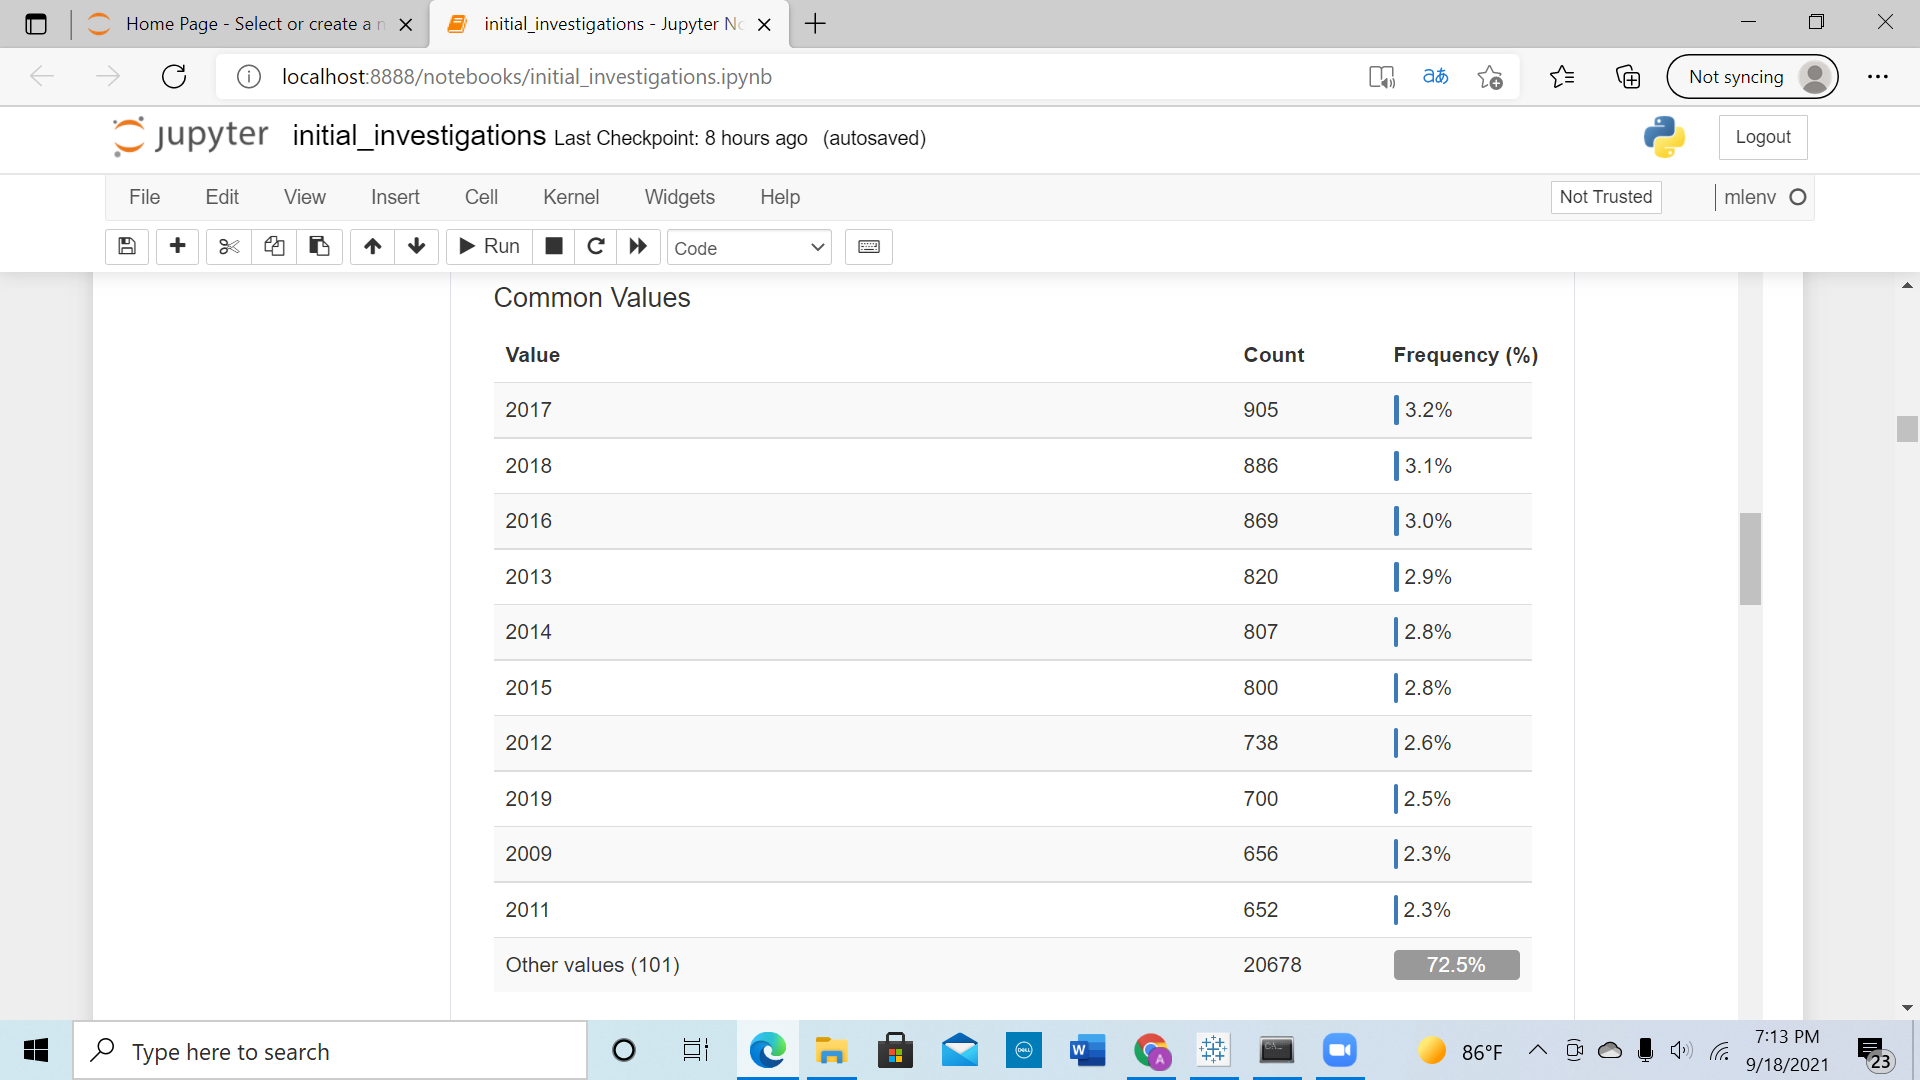 Home Page - Select or create a n
initial_investigations - Jupyter No
localhost:8888/notebooks/initial_investigations.ipynb
aあ
Not syncing
jupyter initial_investigations Last Checkpoint: 8 hours ago (autosaved)
Logout
File Edit View Insert Cell Kernel Widgets Help
Not Trusted
mlenv
Run
Code
Common Values
Value Count Frequency (%)
2017 905 3.2%
2018 886 3.1%
2016 869 3.0%
2013 820 2.9%
2014 807 2.8%
2015 800 2.8%
2012 738 2.6%
2019 700 2.5%
2009 656 2.3%
2011 652 2.3%
Other values (101) 20678 72.5%
Type here to search
DELL
W
A
C:\_
86°F
7:13 PM
9/18/2021
23